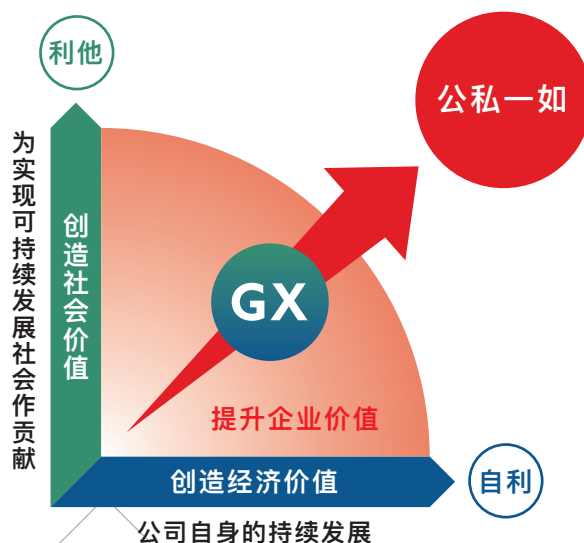 利他
公私一如
为实现可持续发展社会作贡献
创造社会价值
GX
提升企业价值
创造经济价值
自利
公司自身的持续发展